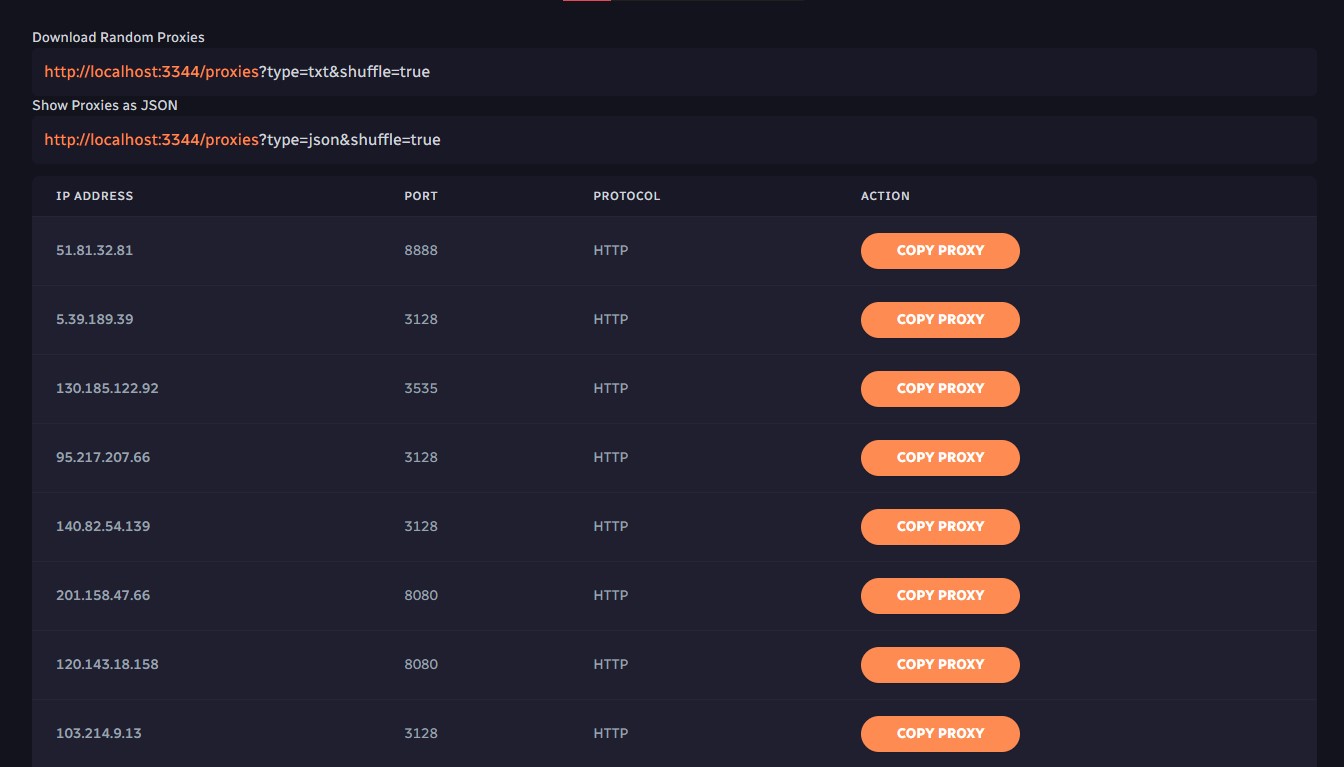 Download Random Proxies
http://localhost:3344/proxies?type=txt&shuffle=true
Show Proxies as JSON
http://localhost:3344/proxies?type=json&shuffle=true
IP ADDRESS PORT PROTOCOL ACTION
51.81.32.81 8888 HTTP COPY PROXY
5.39.189.39 3128 HTTP COPY PROXY
130.185.122.92 3535 HTTP COPY PROXY
95.217.207.66 3128 HTTP COPY PROXY
140.82.54.139 3128 HTTP COPY PROXY
201.158.47.66 8080 HTTP COPY PROXY
120.143.18.158 8080 HTTP COPY PROXY
103.214.9.13 3128 HTTP COPY PROXY